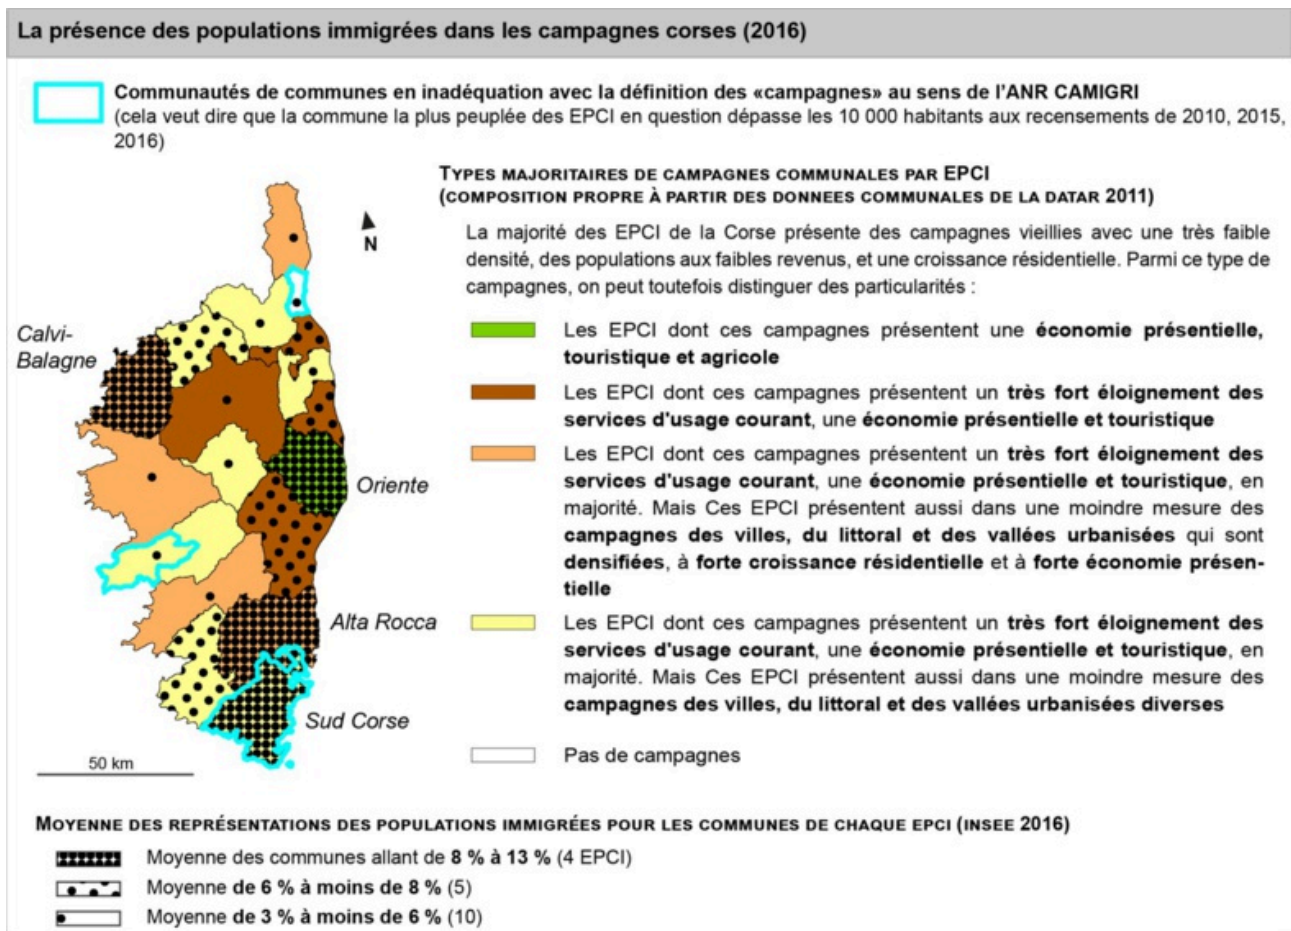 La présence des populations immigrées dans les campagnes corses (2016)
Communautés de communes en inadéquation avec la définition des «campagnes» au sens de l'ANR CAMIGRI
(cela veut dire que la commune la plus peuplée des EPCI en question dépasse les 10 000 habitants aux recensements de 2010, 2015,
2016)
TYPES MAJORITAIRES DE CAMPAGNES COMMUNALES PAR EPCI
(COMPOSITION PROPRE À PARTIR DES DONNEES COMMUNALES DE LA DATAR 2011)
La majorité des EPCI de la Corse présente des campagnes vieillies avec une très faible
densité, des populations aux faibles revenus, et une croissance résidentielle. Parmi ce type de
campagnes, on peut toutefois distinguer des particularités :
Les EPCI dont ces campagnes présentent une économie présentielle,
touristique et agricole
Les EPCI dont ces campagnes présentent un très fort éloignement des
services d'usage courant, une économie présentielle et touristique
Les EPCI dont ces campagnes présentent un très fort éloignement des
services d'usage courant, une économie présentielle et touristique, en
majorité. Mais Ces EPCI présentent aussi dans une moindre mesure des
campagnes des villes, du littoral et des vallées urbanisées qui sont
densifiées, à forte croissance résidentielle et à forte économie présen-
tielle
Les EPCI dont ces campagnes présentent un très fort éloignement des
services d'usage courant, une économie présentielle et touristique, en
majorité. Mais Ces EPCI présentent aussi dans une moindre mesure des
campagnes des villes, du littoral et des vallées urbanisées diverses
Pas de campagnes
N
Calvi-
Balagne
Oriente
Alta Rocca
Sud Corse
50 km
MOYENNE DES REPRÉSENTATIONS DES POPULATIONS IMMIGRÉES POUR LES COMMUNES DE CHAQUE EPCI (INSEE 2016)
Moyenne des communes allant de 8 % à 13 % (4 EPCI)
Moyenne de 6 % à moins de 8 % (5)
Moyenne de 3 % à moins de 6 % (10)